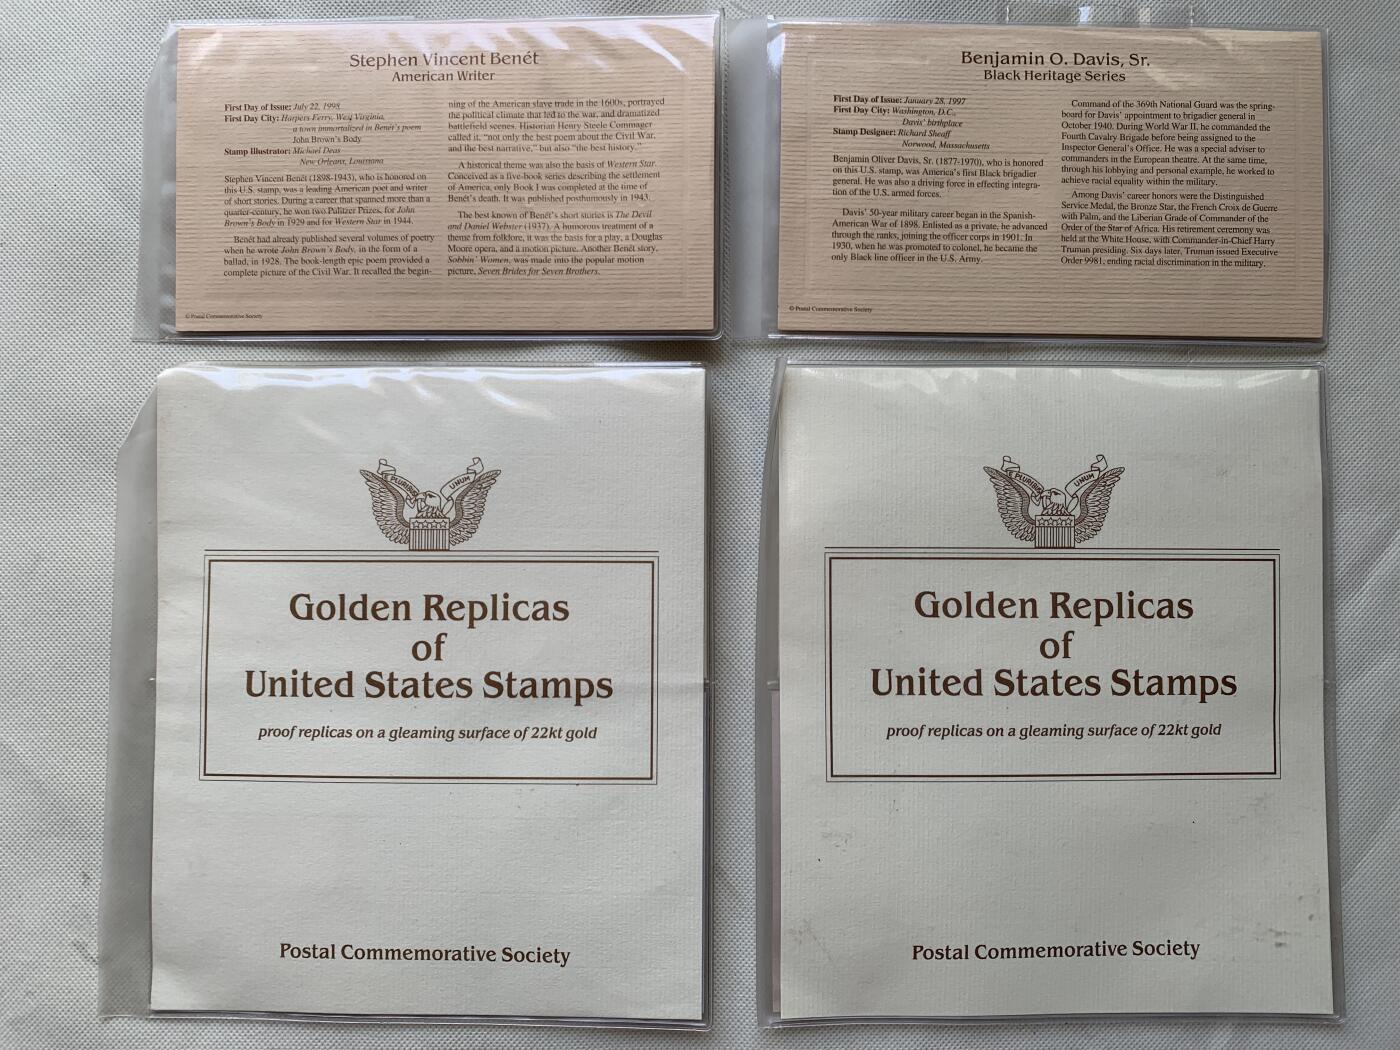 Stephen Vincent Benét
American Writer
First Day of Issue: July 22, 1998
First Day City: Harpers Ferry, West Virginia,
a town immortalized in Benét's poem
John Brown's Body
Stamp Illustrator: Michael Deas
New Orleans, Louisiana
Stephen Vincent Benét (1898-1943), who is honored on
this U.S. stamp, was a leading American poet and writer
of short stories. During a career that spanned more than a
quarter-century, he won two Pulitzer Prizes, for John
Brown's Body in 1929 and for Western Star in 1944.
Benét had already published several volumes of poetry
when he wrote John Brown's Body, in the form of a
ballad, in 1928. The book-length epic poem provided a
complete picture of the Civil War. It recalled the begin-
ning of the American slave trade in the 1600s, portrayed
the political climate that led to the war, and dramatized
battlefield scenes. Historian Henry Steele Commager
called it, "not only the best poem about the Civil War,
and the best narrative," but also "the best history."
A historical theme was also the basis of Western Star.
Conceived as a five-book series describing the settlement
of America, only Book I was completed at the time of
Benét's death. It was published posthumously in 1943.
The best known of Benét's short stories is The Devil
and Daniel Webster (1937). A humorous treatment of a
theme from folklore, it was the basis for a play, a Douglas
Moore opera, and a motion picture. Another Benét story,
Sobbin' Women, was made into the popular motion
picture, Seven Brides for Seven Brothers.
© Postal Commemorative Society
Benjamin O. Davis, Sr.
Black Heritage Series
First Day of Issue: January 28, 1997
First Day City: Washington, D.C.,
Davis' birthplace
Stamp Designer: Richard Sheaff
Norwood, Massachusetts
Benjamin Oliver Davis, Sr. (1877-1970), who is honored
on this U.S. stamp, was America's first Black brigadier
general. He was also a driving force in effecting integra-
tion of the U.S. armed forces.
Davis' 50-year military career began in the Spanish-
American War of 1898. Enlisted as a private, he advanced
through the ranks, joining the officer corps in 1901. In
1930, when he was promoted to colonel, he became the
only Black line officer in the U.S. Army.
Command of the 369th National Guard was the spring-
board for Davis' appointment to brigadier general in
October 1940. During World War II, he commanded the
Fourth Cavalry Brigade before being assigned to the
Inspector General's Office. He was a special adviser to
commanders in the European theatre. At the same time,
through his lobbying and personal example, he worked to
achieve racial equality within the military.
Among Davis' career honors were the Distinguished
Service Medal, the Bronze Star, the French Croix de Guerre
with Palm, and the Liberian Grade of Commander of the
Order of the Star of Africa. His retirement ceremony was
held at the White House, with Commander-in-Chief Harry
Truman presiding. Six days later, Truman issued Executive
Order 9981, ending racial discrimination in the military.
© Postal Commemorative Society
E PLURIBUS UNUM
Golden Replicas
of
United States Stamps
proof replicas on a gleaming surface of 22kt gold
Postal Commemorative Society
E PLURIBUS UNUM
Golden Replicas
of
United States Stamps
proof replicas on a gleaming surface of 22kt gold
Postal Commemorative Society